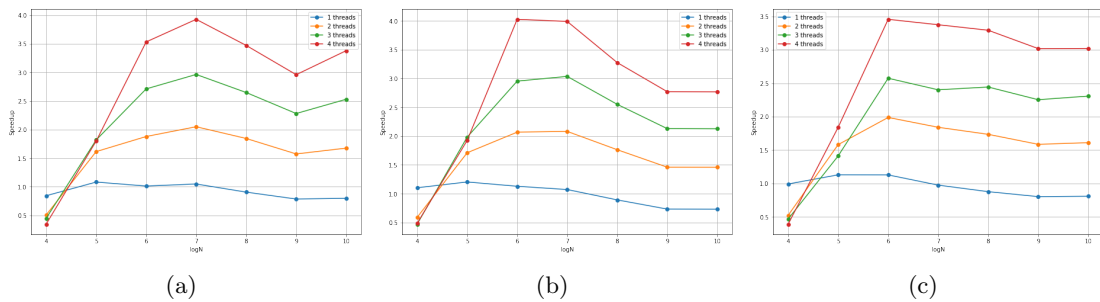 1 threads
2 threads
3 threads
4 threads
4.0
3.5
3.0
2.5
2.0
1.5
1.0
0.5
Speedup
4 5 6 7 8 9 10
logN
(a)
1 threads
2 threads
3 threads
4 threads
4.0
3.5
3.0
2.5
2.0
1.5
1.0
0.5
Speedup
4 5 6 7 8 9 10
logN
(b)
1 threads
2 threads
3 threads
4 threads
3.5
3.0
2.5
2.0
1.5
1.0
0.5
Speedup
4 5 6 7 8 9 10
logN
(c)